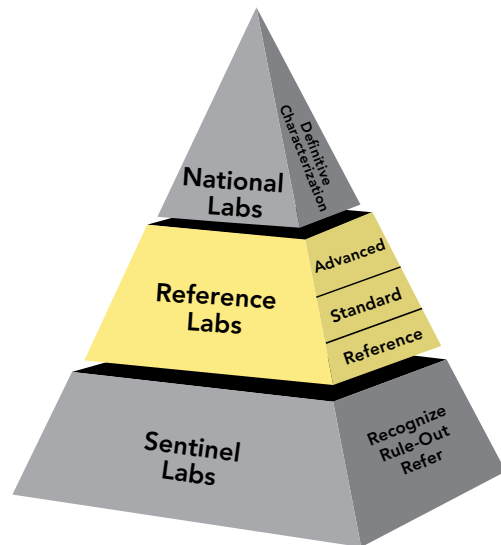 National
Labs
Definitive
Characterization
Reference
Labs
Advanced
Standard
Reference
Sentinel
Labs
Recognize
Rule-Out
Refer